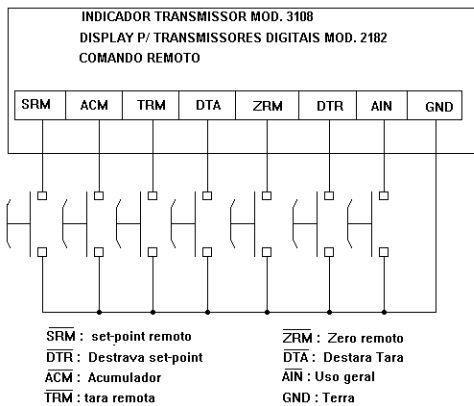 INDICADOR TRANSMISSOR MOD. 3108
DISPLAY P/ TRANSMISSORES DIGITAIS MOD. 2182
COMANDO REMOTO
SRM ACM TRM DTA ZRM DTR AIN GND
SRM : set-point remoto
DTR : Destrava set-point
ACM : Acumulador
TRM : tara remota
ZRM : Zero remoto
DTA : Destara Tara
AIN : Uso geral
GND : Terra